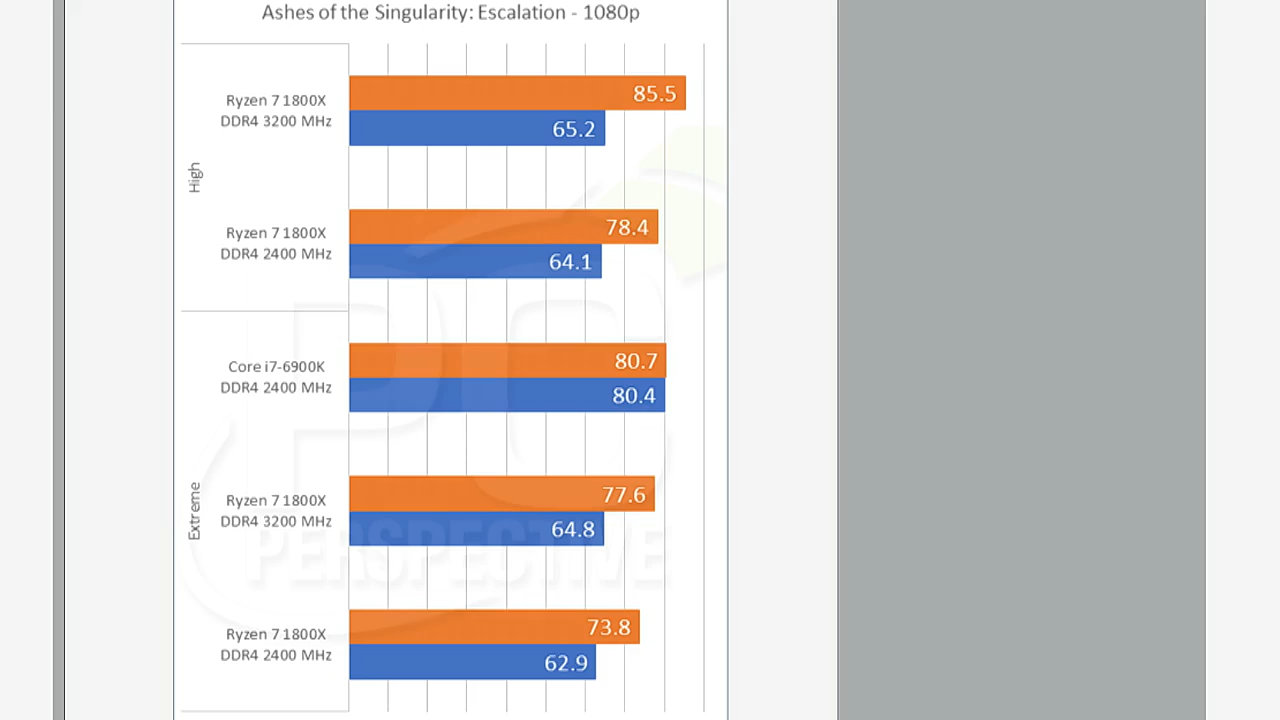 Ashes of the Singularity: Escalation - 1080p
High
Ryzen 7 1800X
DDR4 3200 MHz
85.5
65.2
Ryzen 7 1800X
DDR4 2400 MHz
78.4
64.1
Extreme
Core i7-6900K
DDR4 2400 MHz
80.7
80.4
Ryzen 7 1800X
DDR4 3200 MHz
77.6
64.8
Ryzen 7 1800X
DDR4 2400 MHz
73.8
62.9
PC
PERSPECTIVE